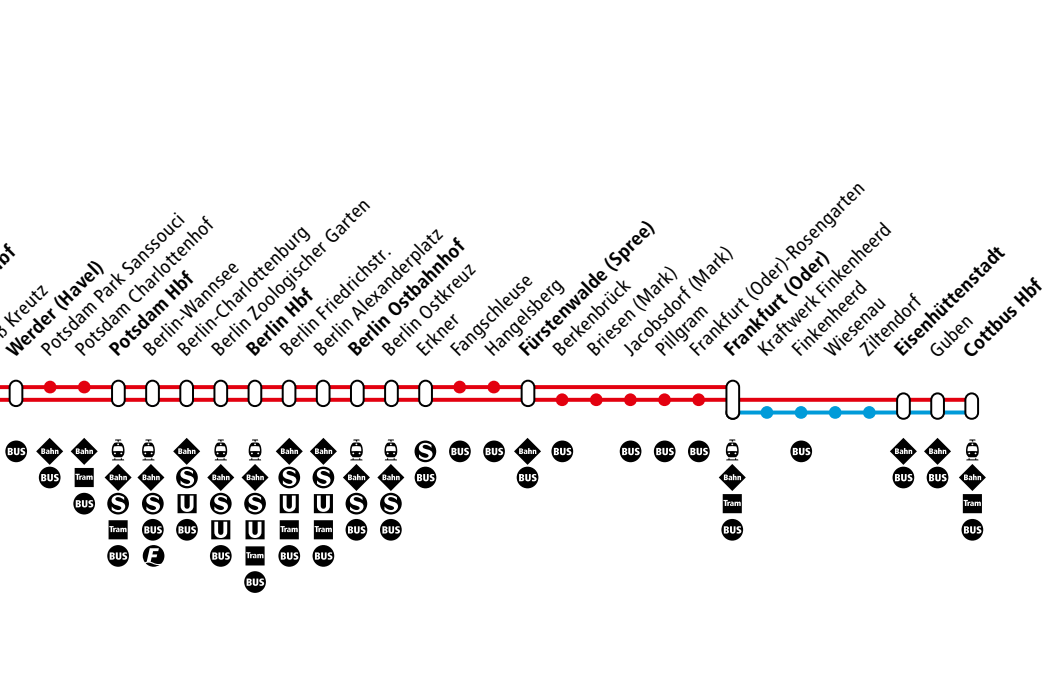 ß Kreutz
Werder (Havel)
Potsdam Park Sanssouci
Potsdam Charlottenhof
Potsdam Hbf
Berlin-Wannsee
Berlin-Charlottenburg
Berlin Zoologischer Garten
Berlin Hbf
Berlin Friedrichstr.
Berlin Alexanderplatz
Berlin Ostbahnhof
Berlin Ostkreuz
Erkner
Fangschleuse
Hangelsberg
Fürstenwalde (Spree)
Berkenbrück
Briesen (Mark)
Jacobsdorf (Mark)
Pillgram
Frankfurt (Oder)-Rosengarten
Frankfurt (Oder)
Kraftwerk Finkenheerd
Finkenheerd
Wiesenau
Ziltendorf
Eisenhüttenstadt
Guben
Cottbus Hbf
BUS Bahn Bahn Bahn Bahn Bahn S BUS BUS Bahn BUS BUS BUS BUS BUS Bahn Bahn
BUS Tram Bahn Bahn S Bahn Bahn S S Bahn Bahn BUS BUS Bahn BUS BUS Bahn
BUS S S U S S U U S S Tram Tram
Tram BUS BUS U U Tram Tram BUS BUS BUS BUS
BUS F BUS Tram BUS BUS
BUS